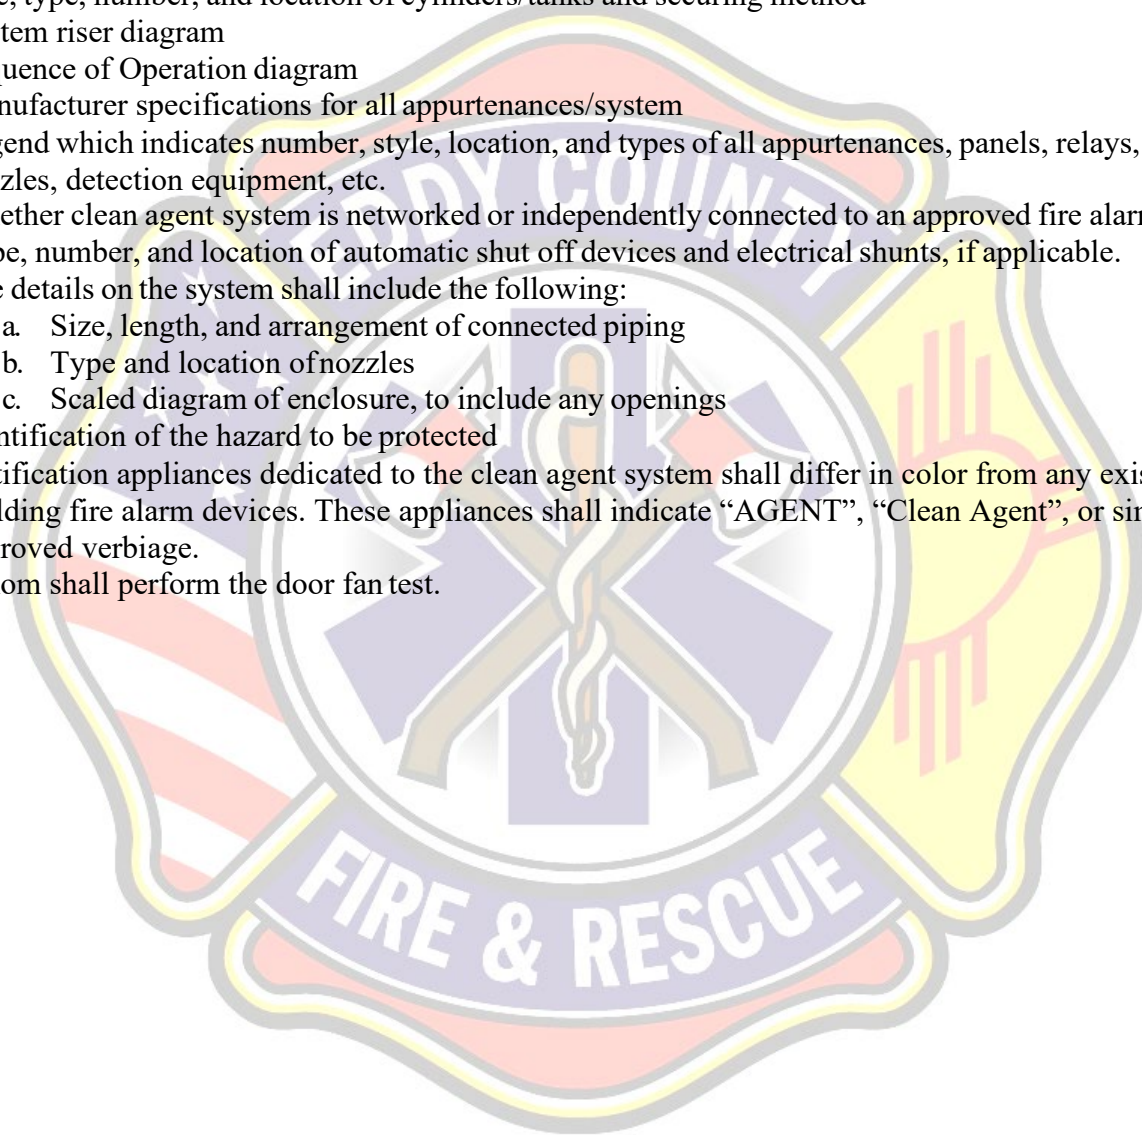 type, number, and location of cylinders/tanks and securing method
tem riser diagram
uence of Operation diagram
nufacturer specifications for all appurtenances/system
gend which indicates number, style, location, and types of all appurtenances, panels, relays,
zles, detection equipment, etc.
ether clean agent system is networked or independently connected to an approved fire alarm
pe, number, and location of automatic shut off devices and electrical shunts, if applicable.
e details on the system shall include the following:
a. Size, length, and arrangement of connected piping
b. Type and location of nozzles
c. Scaled diagram of enclosure, to include any openings
ntification of the hazard to be protected
tification appliances dedicated to the clean agent system shall differ in color from any exis
lding fire alarm devices. These appliances shall indicate “AGENT”, “Clean Agent”, or sim
roved verbiage.
om shall perform the door fan test.
EDDY COUNTY
FIRE & RESCUE